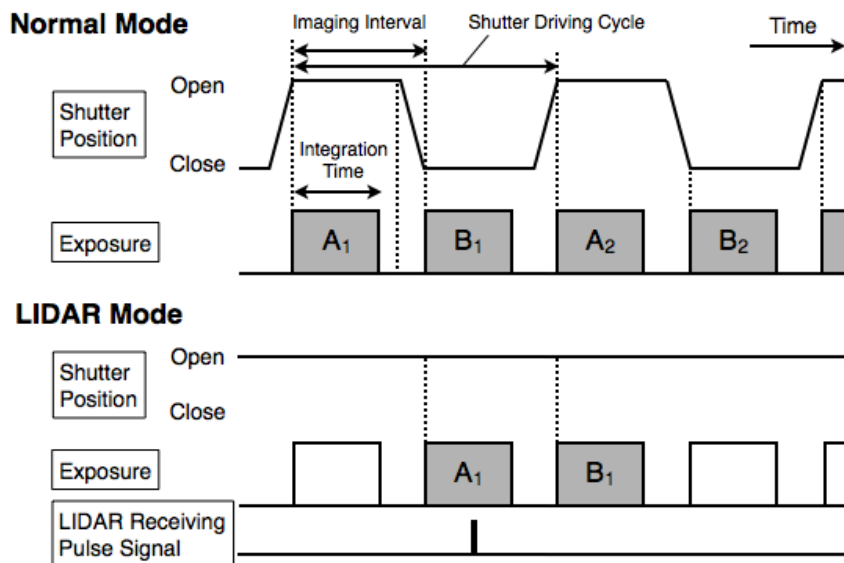 Normal Mode
Imaging Interval
Shutter Driving Cycle
Time
Shutter
Position
Open
Close
Integration
Time
Exposure
A₁
B₁
A₂
B₂
LIDAR Mode
Shutter
Position
Open
Close
Exposure
A₁
B₁
LIDAR Receiving
Pulse Signal